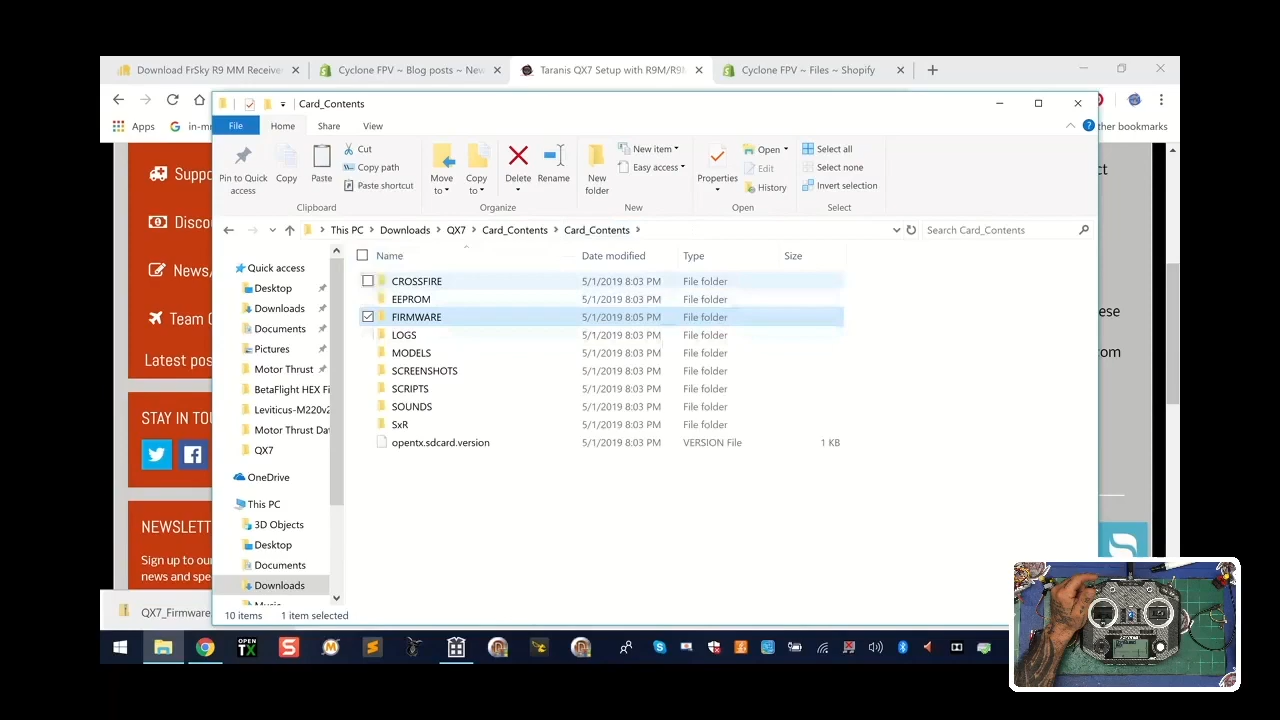 Download FrSky R9 MM Receive
Cyclone FPV ~ Blog posts ~ New
Taranis QX7 Setup with R9M/R9M
Cyclone FPV ~ Files ~ Shopify
Apps
in-mm
ther bookmarks
Card_Contents
File
Home
Share
View
Pin to Quick access
Copy
Paste
Cut
Copy path
Paste shortcut
Clipboard
Move to
Copy to
Delete
Rename
Organize
New folder
New item
Easy access
New
Properties
Open
Edit
History
Open
Select all
Select none
Invert selection
Select
This PC > Downloads > QX7 > Card_Contents > Card_Contents >
Search Card_Contents
Name Date modified Type Size
CROSSFIRE 5/1/2019 8:03 PM File folder
EEPROM 5/1/2019 8:03 PM File folder
FIRMWARE 5/1/2019 8:05 PM File folder
LOGS 5/1/2019 8:03 PM File folder
MODELS 5/1/2019 8:03 PM File folder
SCREENSHOTS 5/1/2019 8:03 PM File folder
SCRIPTS 5/1/2019 8:03 PM File folder
SOUNDS 5/1/2019 8:03 PM File folder
SxR 5/1/2019 8:03 PM File folder
opentx.sdcard.version 5/1/2019 8:03 PM VERSION File 1 KB
Quick access
Desktop
Downloads
Documents
Pictures
Motor Thrust
BetaFlight HEX Fi
Leviticus-M220v2
Motor Thrust Dat
QX7
OneDrive
This PC
3D Objects
Desktop
Documents
Downloads
Music
10 items
1 item selected
Suppo
Discou
News/
Team C
Latest pos
STAY IN TOU
NEWSLETT
Sign up to our
news and spe
ct
ese
om
QX7_Firmware
OPEN
TX